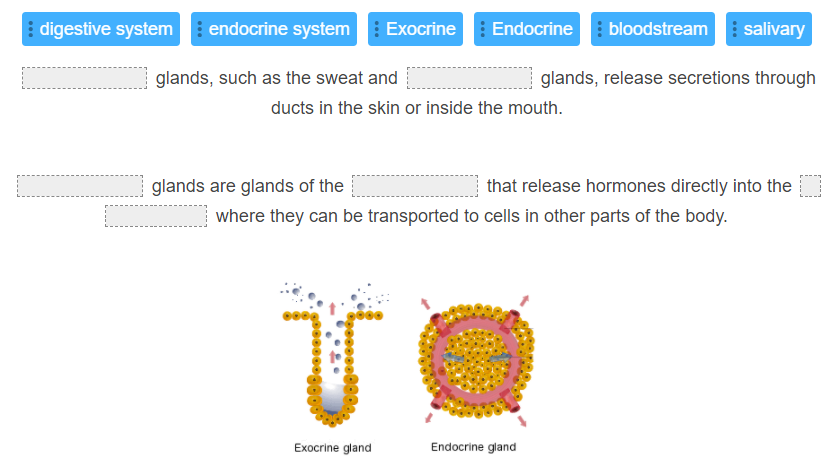 digestive system endocrine system Exocrine Endocrine bloodstream salivary
glands, such as the sweat and glands, release secretions through
ducts in the skin or inside the mouth.
glands are glands of the that release hormones directly into the
where they can be transported to cells in other parts of the body.
Exocrine gland Endocrine gland